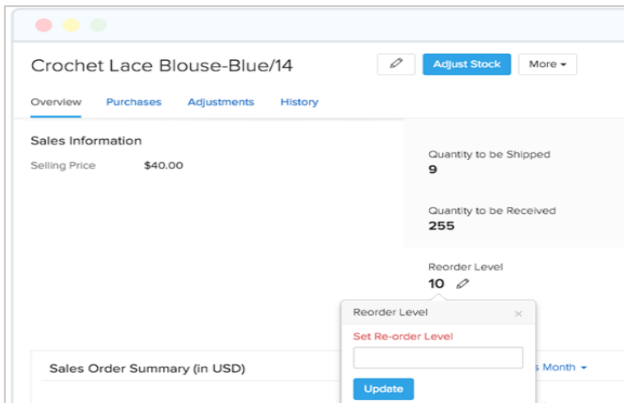 Crochet Lace Blouse-Blue/14
Adjust Stock
More
Overview Purchases Adjustments History
Sales Information
Selling Price $40.00
Quantity to be Shipped
9
Quantity to be Received
255
Reorder Level
10
Reorder Level
Set Re-order Level
Update
Sales Order Summary (in USD)
s Month